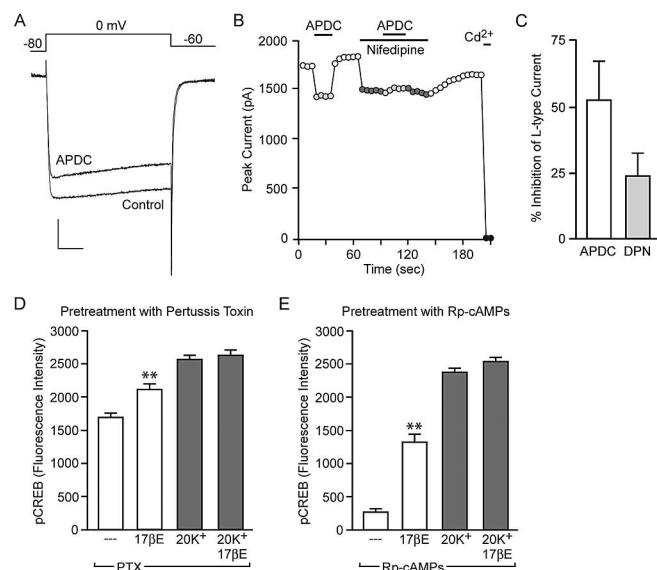 A
0 mV
-80
-60
APDC
Control
B
APDC
APDC
Nifedipine
Cd2+
2000
1500
1000
500
0
Peak Current (pA)
0
60
120
180
Time (sec)
C
75
50
25
0
% Inhibition of L-type Current
APDC
DPN
D
Pretreatment with Pertussis Toxin
3000
2500
2000
1500
1000
500
0
pCREB (Fluorescence Intensity)
**
--- 17βE 20K+ 20K+
17βE
PTX
E
Pretreatment with Rp-cAMPs
3000
2500
2000
1500
1000
500
0
pCREB (Fluorescence Intensity)
**
--- 17βE 20K+ 20K+
17βE
Rp-cAMPs